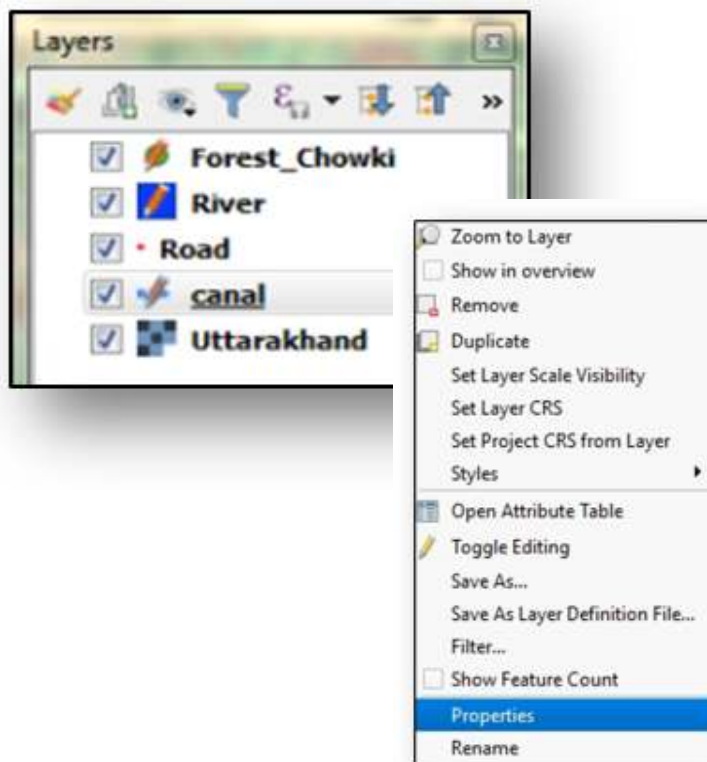 Layers
Forest_Chowki
River
Road
canal
Uttarakhand
Zoom to Layer
Show in overview
Remove
Duplicate
Set Layer Scale Visibility
Set Layer CRS
Set Project CRS from Layer
Styles
Open Attribute Table
Toggle Editing
Save As...
Save As Layer Definition File...
Filter...
Show Feature Count
Properties
Rename